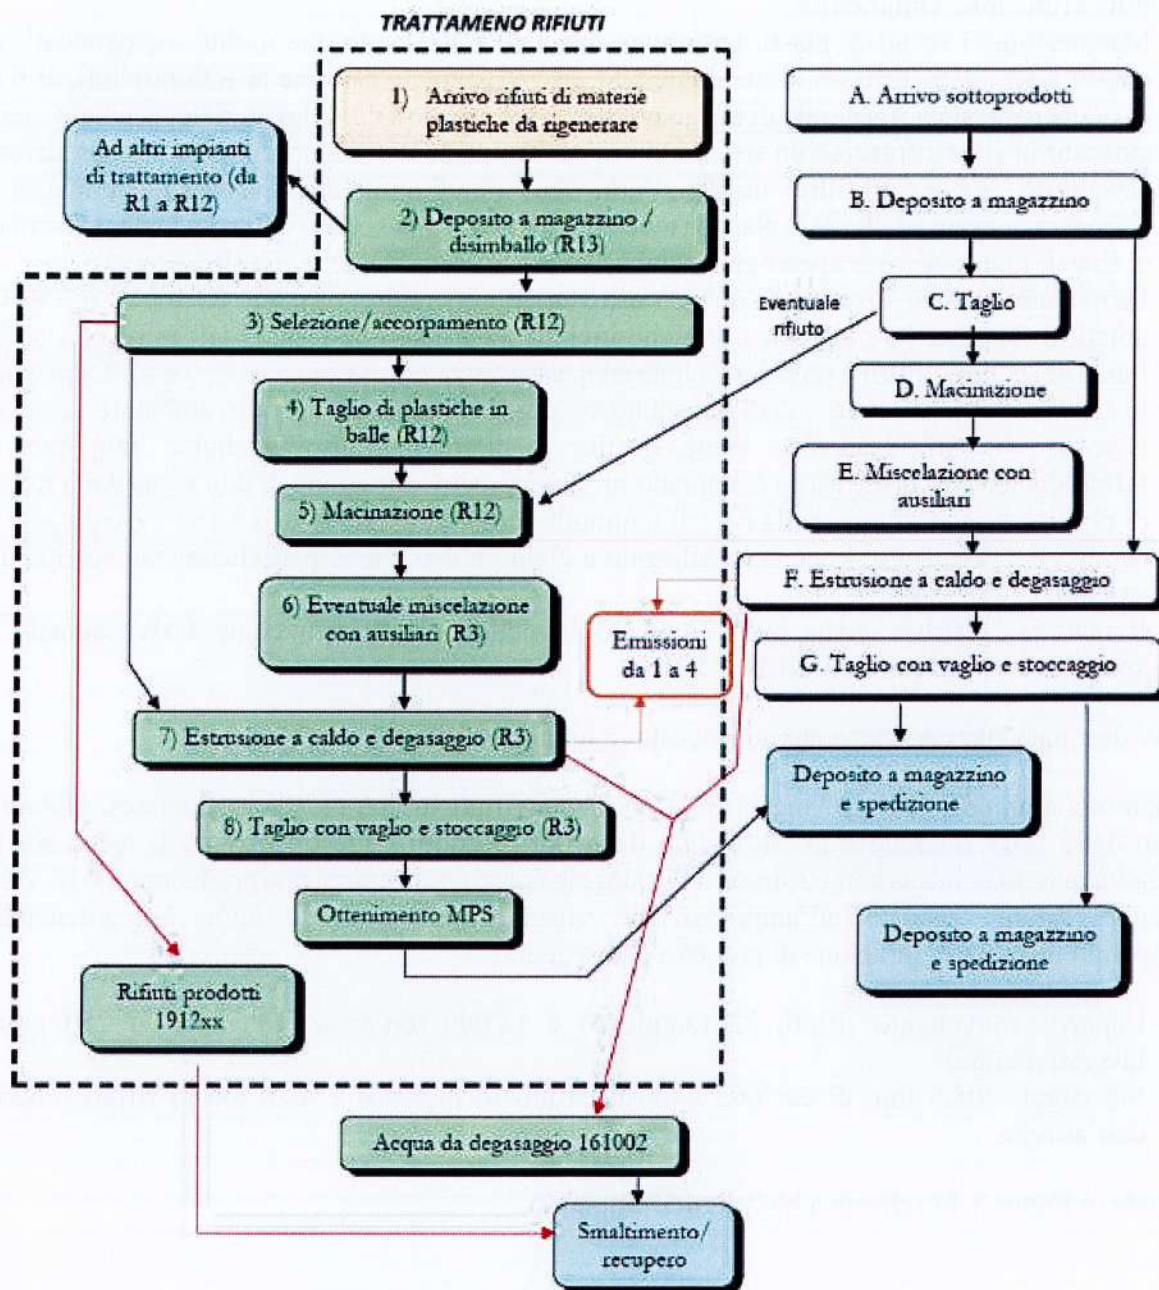 TRATTAMENO RIFIUTI
1) Arrivo rifiuti di materie
plastiche da rigenerare
Ad altri impianti
di trattamento (da
R1 a R12)
2) Deposito a magazzino /
disimballo (R13)
3) Selezione/accorpamento (R12)
4) Taglio di plastiche in
balle (R12)
5) Macinazione (R12)
6) Eventuale miscelazione
con ausiliari (R3)
7) Estrusione a caldo e degasaggio (R3)
8) Taglio con vaglio e stoccaggio (R3)
Ottenimento MPS
Rifiuti prodotti
1912xx
Emissioni
da 1 a 4
Eventuale
rifiuto
A. Arrivo sottoprodotti
B. Deposito a magazzino
C. Taglio
D. Macinazione
E. Miscelazione con
ausiliari
F. Estrusione a caldo e degasaggio
G. Taglio con vaglio e stoccaggio
Deposito a magazzino
e spedizione
Deposito a magazzino
e spedizione
Acqua da degasaggio 161002
Smaltimento/
recupero